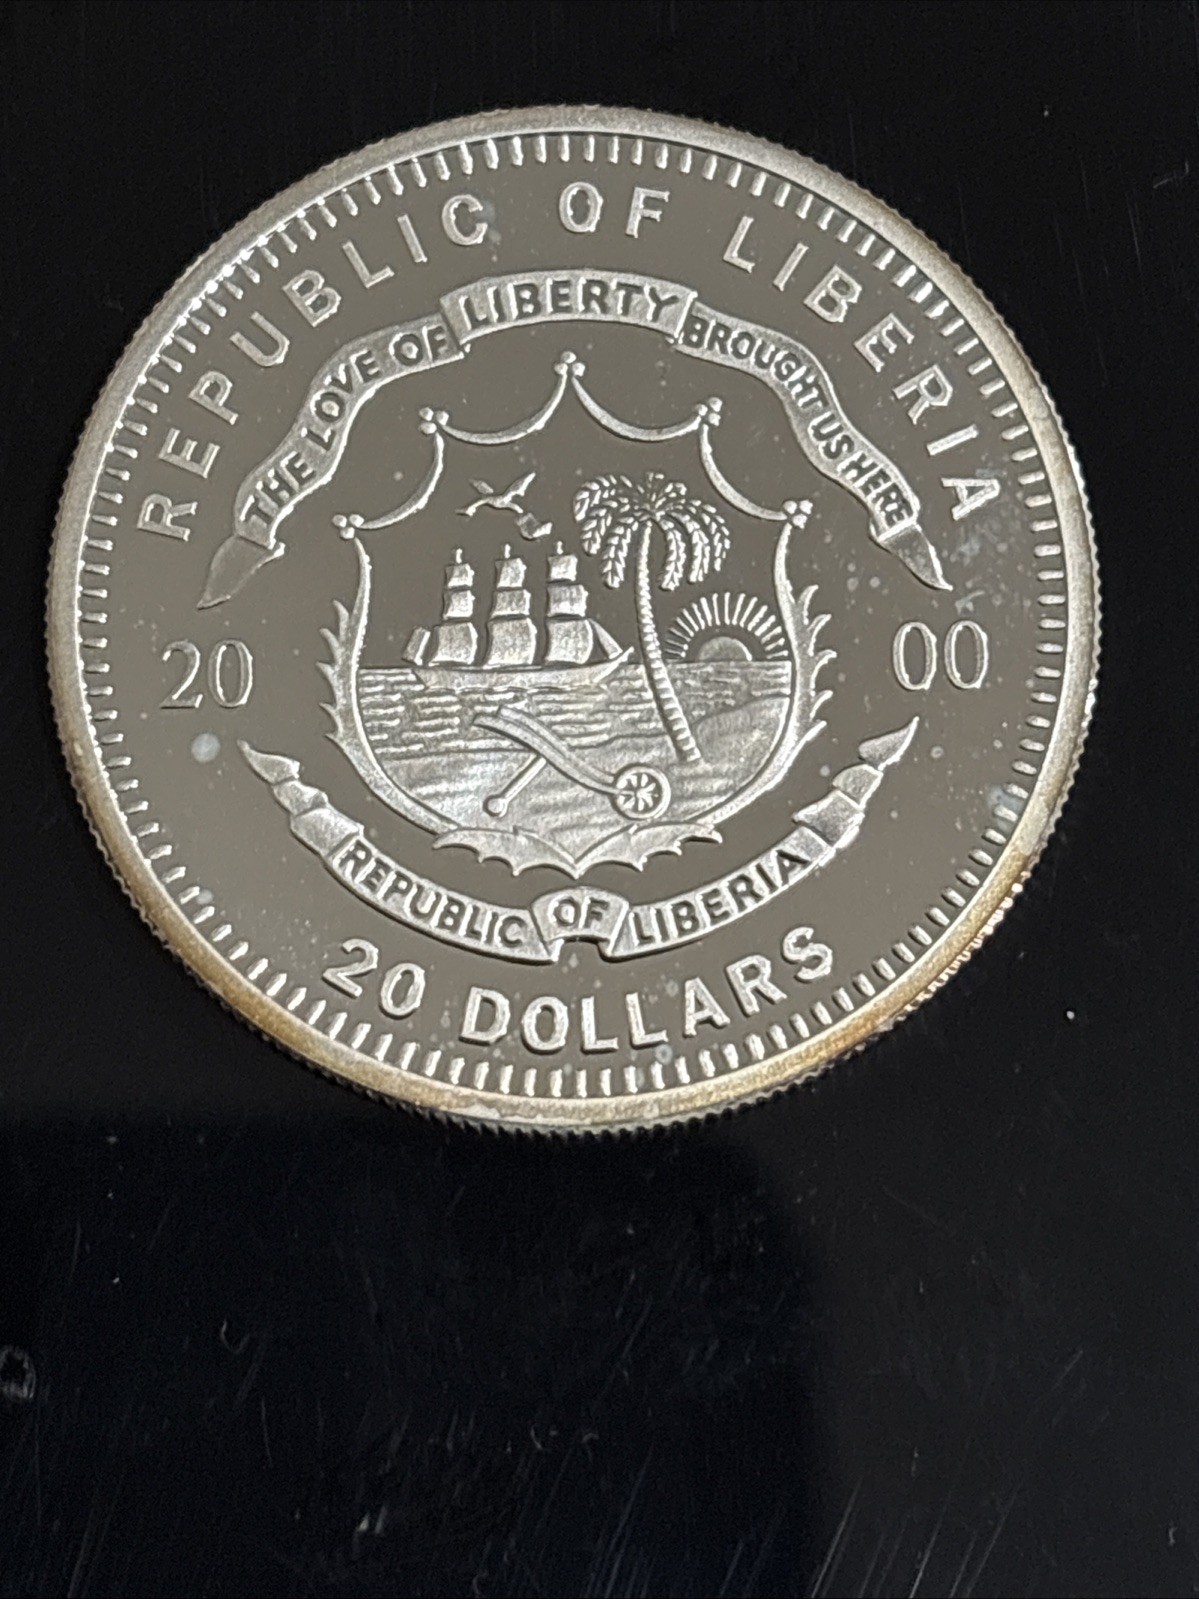 REPUBLIC OF LIBERIA
THE LOVE OF LIBERTY BROUGHT US HERE
20 00
REPUBLIC OF LIBERIA
20 DOLLARS